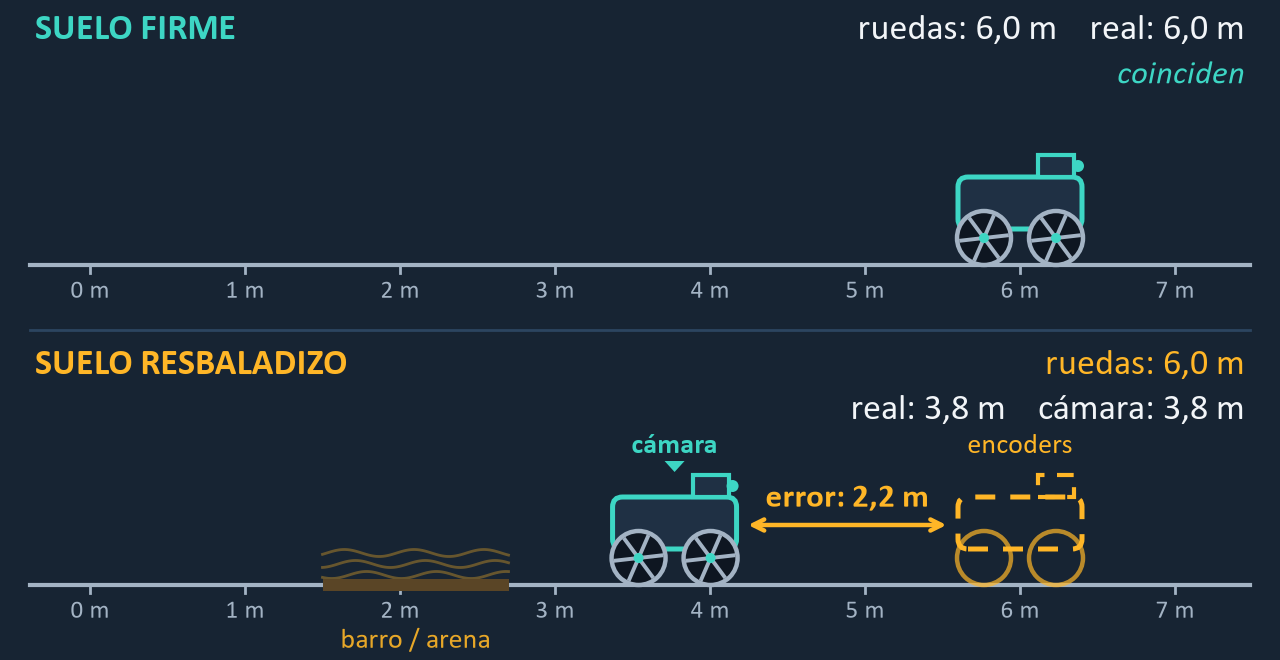 SUELO FIRME
ruedas: 6,0 m real: 6,0 m
coinciden
0 m 1 m 2 m 3 m 4 m 5 m 6 m 7 m
SUELO RESBALADIZO
ruedas: 6,0 m
real: 3,8 m cámara: 3,8 m
cámara
encoders
error: 2,2 m
0 m 1 m 2 m 3 m 4 m 5 m 6 m 7 m
barro / arena